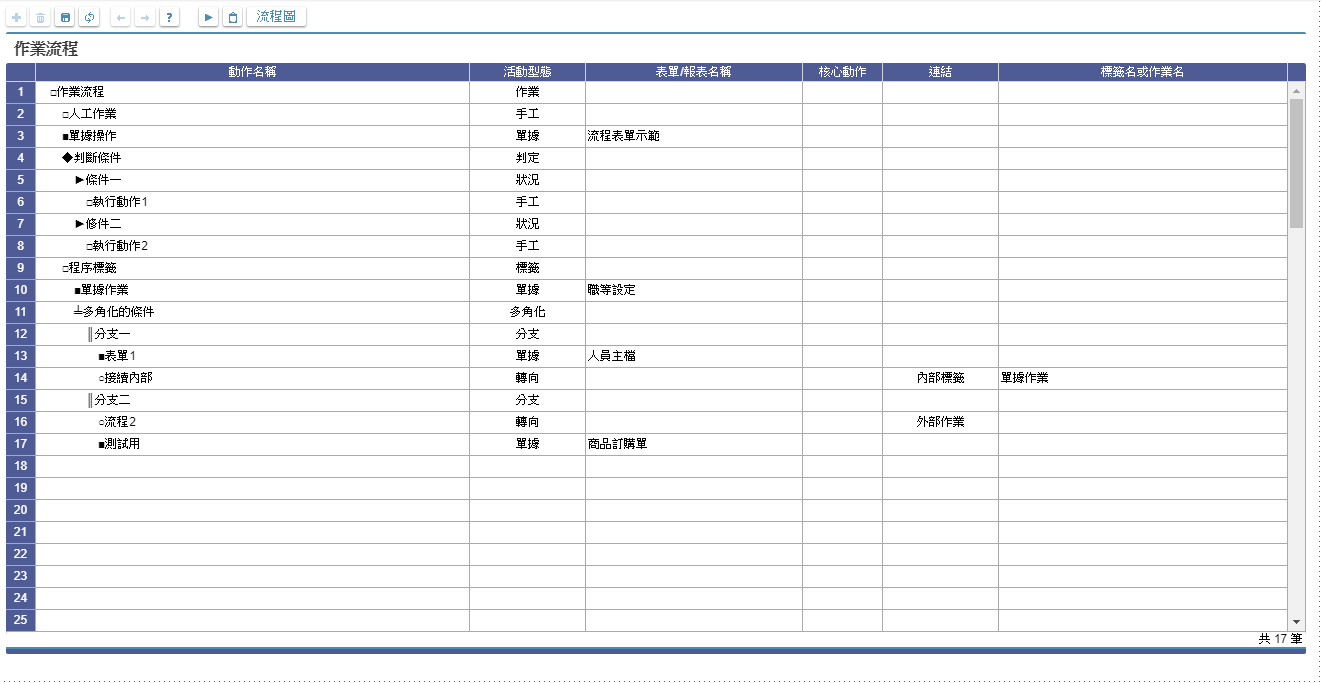 ? 流程圖
作業流程
動作名稱 活動型態 表單/報表名稱 核心動作 連結 標籤名或作業名
1 □作業流程 作業
2 □人工作業 手工
3 ■單據操作 單據 流程表單示範
4 ◆判斷條件 判定
5 ►條件一 狀況
6 □執行動作1 手工
7 ►修件二 狀況
8 □執行動作2 手工
9 □程序標籤 標籤
10 ■單據作業 單據 職等設定
11 ╧多角化的條件 多角化
12 ║分支一 分支
13 ■表單1 單據 人員主檔
14 ○接續內部 轉向 內部標籤 單據作業
15 ║分支二 分支
16 ○流程2 轉向 外部作業
17 ■測試用 單據 商品訂購單
18
19
20
21
22
23
24
25
共 17 筆